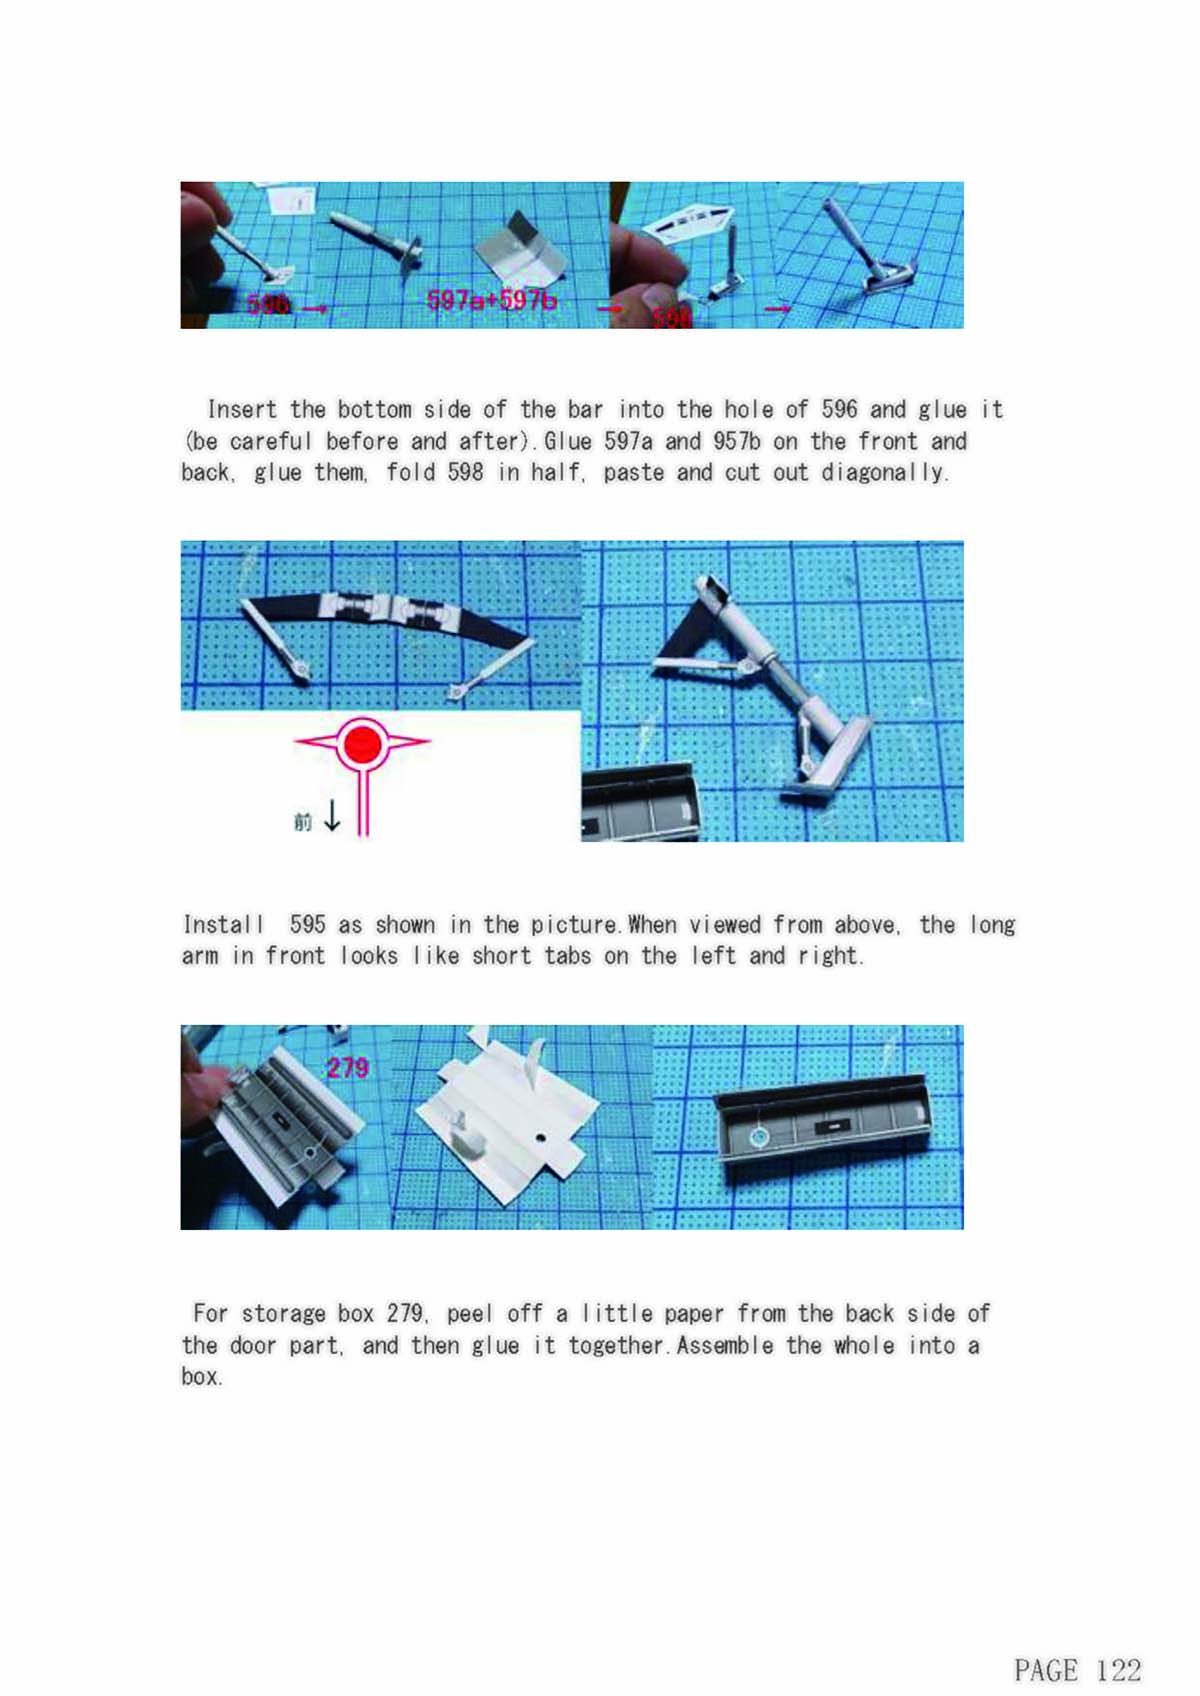 596 →
597a+597b →
598 →
Insert the bottom side of the bar into the hole of 596 and glue it
(be careful before and after).Glue 597a and 957b on the front and
back, glue them, fold 598 in half, paste and cut out diagonally.
前 ↓
Install 595 as shown in the picture.When viewed from above, the long
arm in front looks like short tabs on the left and right.
279
For storage box 279, peel off a little paper from the back side of
the door part, and then glue it together.Assemble the whole into a
box.
PAGE 122